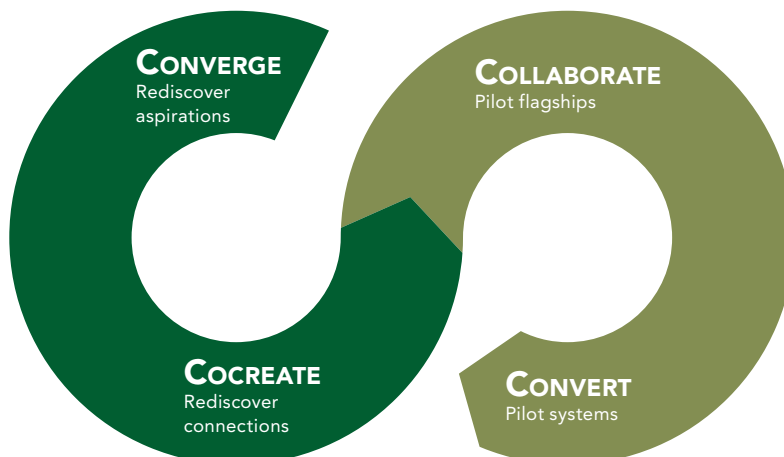 CONVERGE
Rediscover
aspirations
COCREATE
Rediscover
connections
COLLABORATE
Pilot flagships
CONVERT
Pilot systems